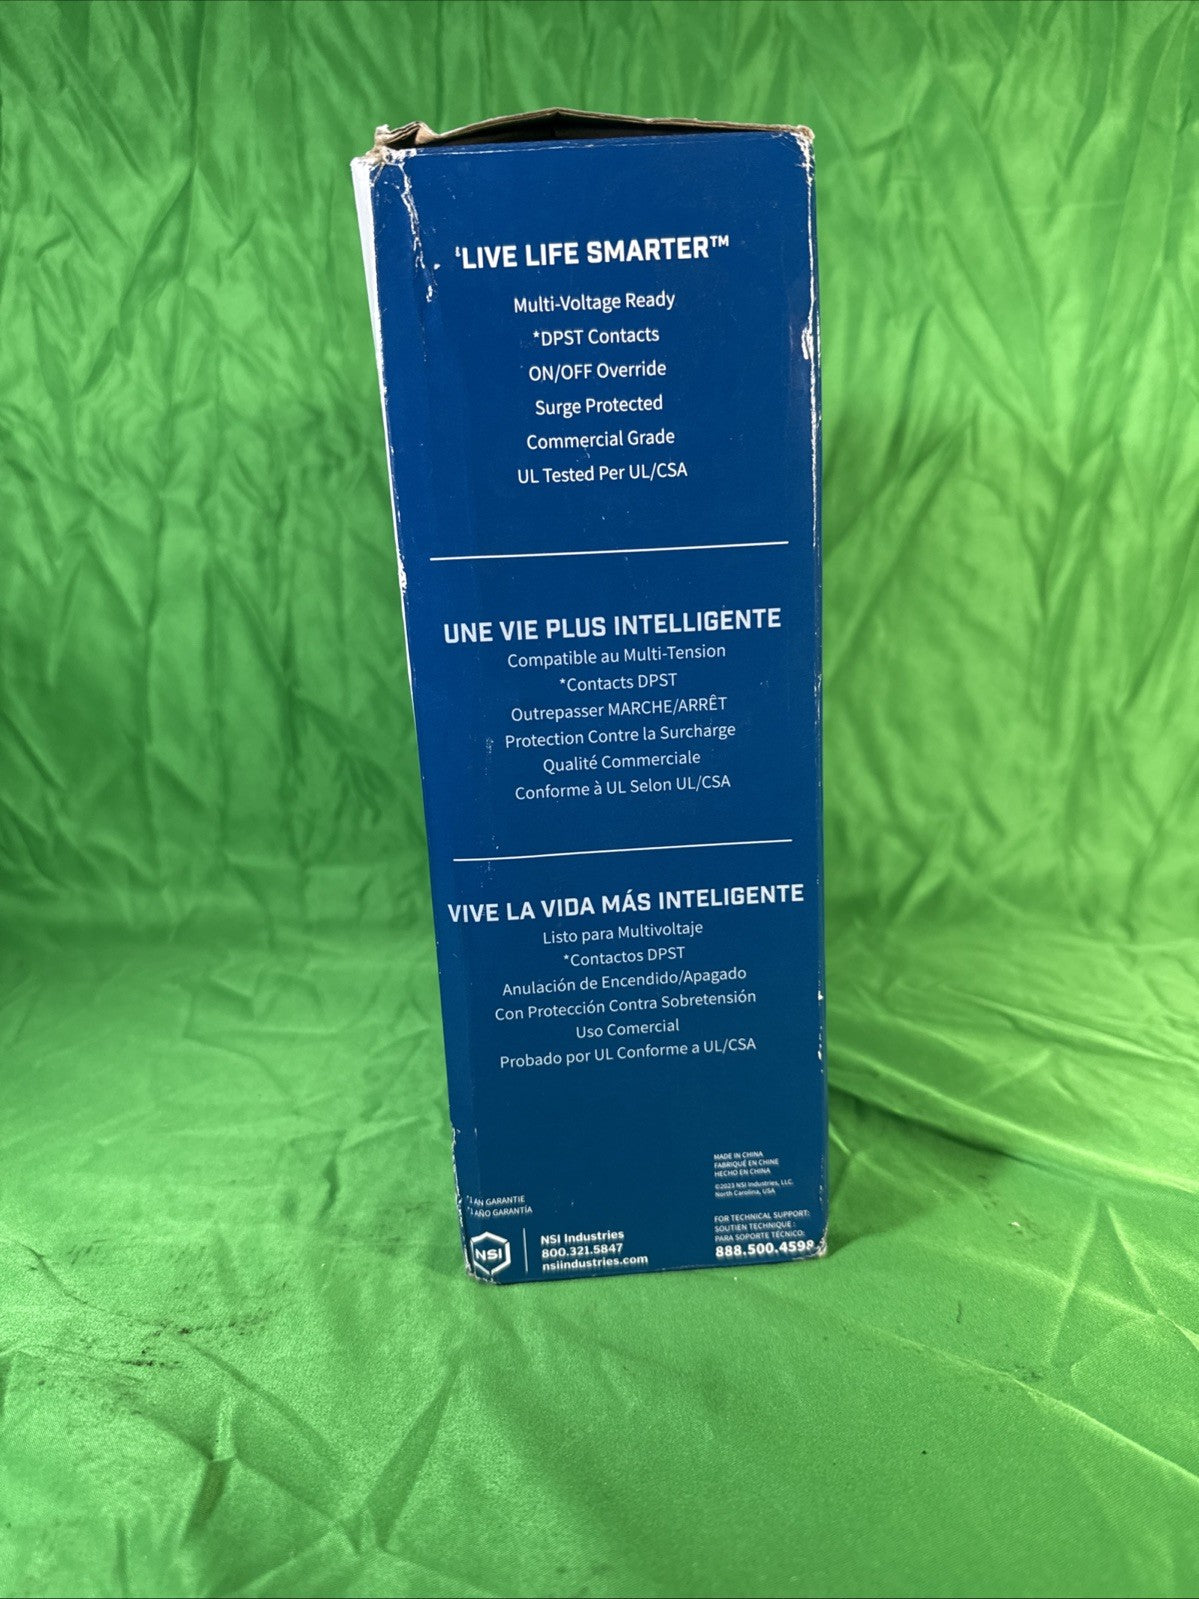 LIVE LIFE SMARTER™
Multi-Voltage Ready
*DPST Contacts
ON/OFF Override
Surge Protected
Commercial Grade
UL Tested Per UL/CSA
UNE VIE PLUS INTELLIGENTE
Compatible au Multi-Tension
*Contacts DPST
Outrepasser MARCHE/ARRÊT
Protection Contre la Surcharge
Qualité Commerciale
Conforme à UL Selon UL/CSA
VIVE LA VIDA MÁS INTELIGENTE
Listo para Multivoltaje
*Contactos DPST
Anulación de Encendido/Apagado
Con Protección Contra Sobretensión
Uso Comercial
Probado por UL Conforme a UL/CSA
MADE IN CHINA
FABRIQUÉ EN CHINE
HECHO EN CHINA
©2023 NSI Industries, LLC.
North Carolina, USA
AN GARANTIE
AÑO GARANTÍA
NSI
NSI Industries
800.321.5847
nsiindustries.com
FOR TECHNICAL SUPPORT:
SOUTIEN TECHNIQUE :
PARA SOPORTE TÉCNICO:
888.500.4598